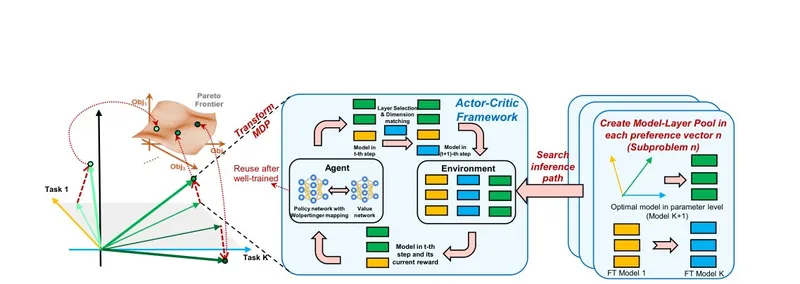 Pareto
Frontier
Obj₁
Obj₃
Task 1
Task K
Transform
MDP
Reuse after
well-trained
Actor-Critic
Framework
Layer Selection
& Dimension
matching
Model in
t-th step
Model in
(t+1)-th step
Agent
Policy network with
Wolpertinger mapping
Value
network
Environment
Model in t-th
step and its
current reward
Search
inference
path
Create Model-Layer Pool in
each preference vector n
(Subproblem n)
Optimal model in parameter level
(Model K+1)
FT Model 1
FT Model K